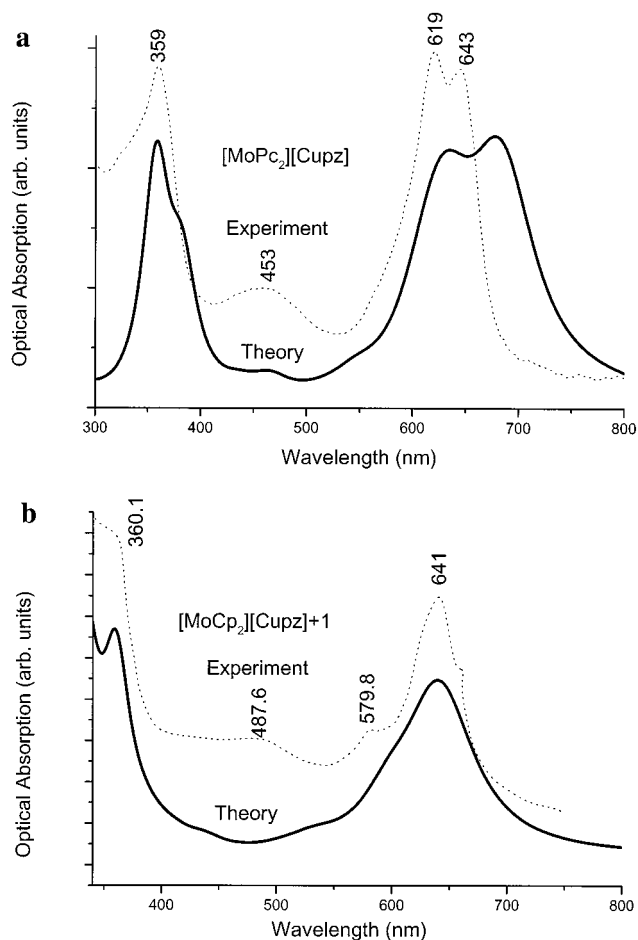 a
Optical Absorption (arb. units)
359
619
643
[MoPc₂][Cupz]
Experiment
453
Theory
300 400 500 600 700 800
Wavelength (nm)
b
Optical Absorption (arb. units)
360.1
641
[MoCp₂][Cupz]+1
Experiment
487.6
579.8
Theory
400 500 600 700 800
Wavelength (nm)